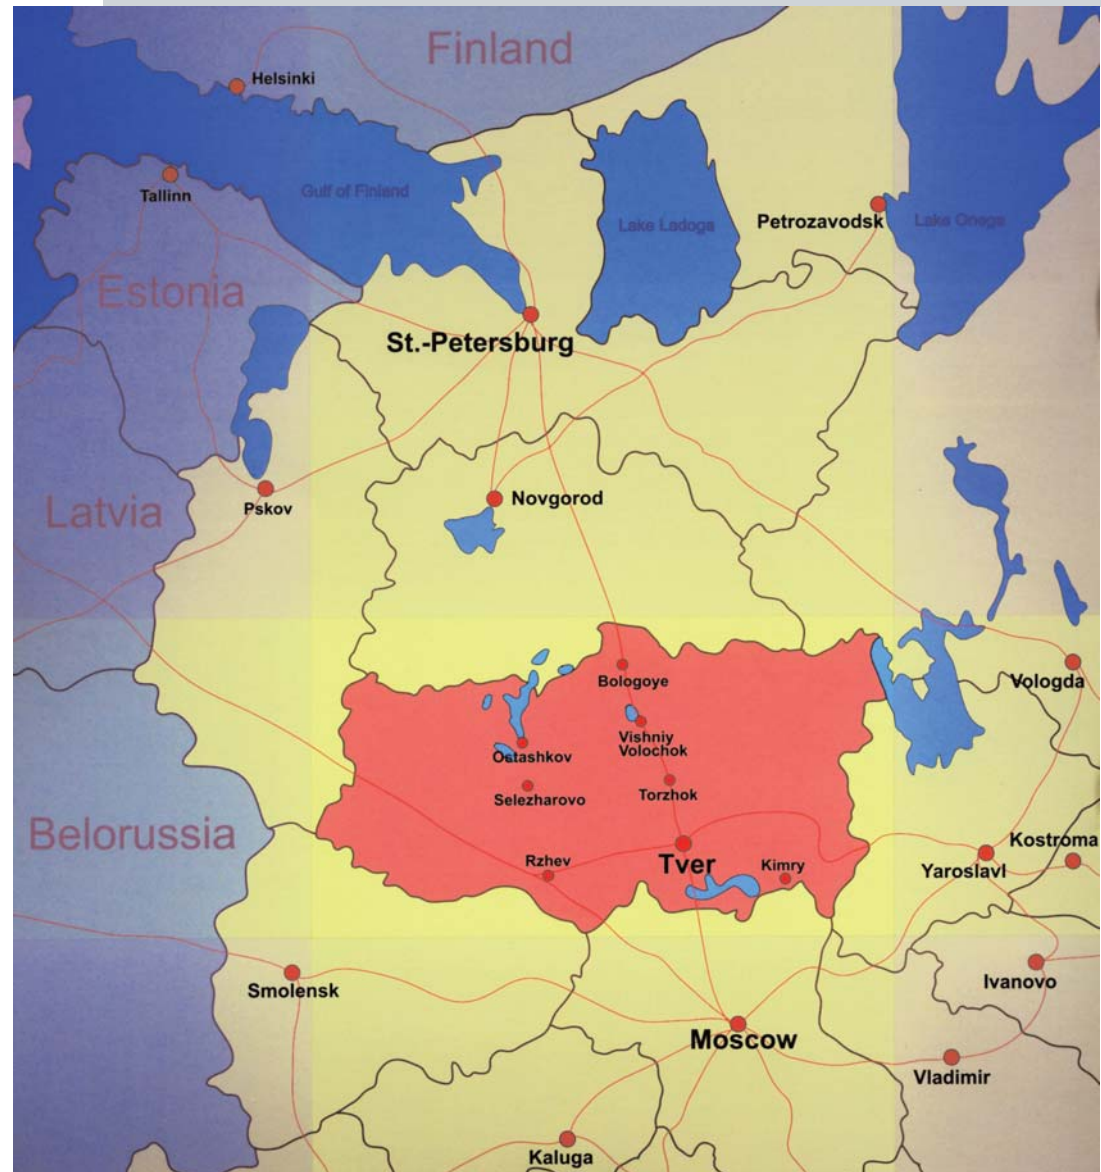 Finland
Helsinki
Tallinn
Gulf of Finland
Lake Ladoga
Petrozavodsk
Lake Onega
Estonia
St.-Petersburg
Latvia
Pskov
Novgorod
Bologoye
Vologda
Vishniy
Volochok
Ostashkov
Selezharovo
Torzhok
Belorussia
Rzhev
Tver
Kimry
Kostroma
Yaroslavl
Smolensk
Ivanovo
Moscow
Vladimir
Kaluga